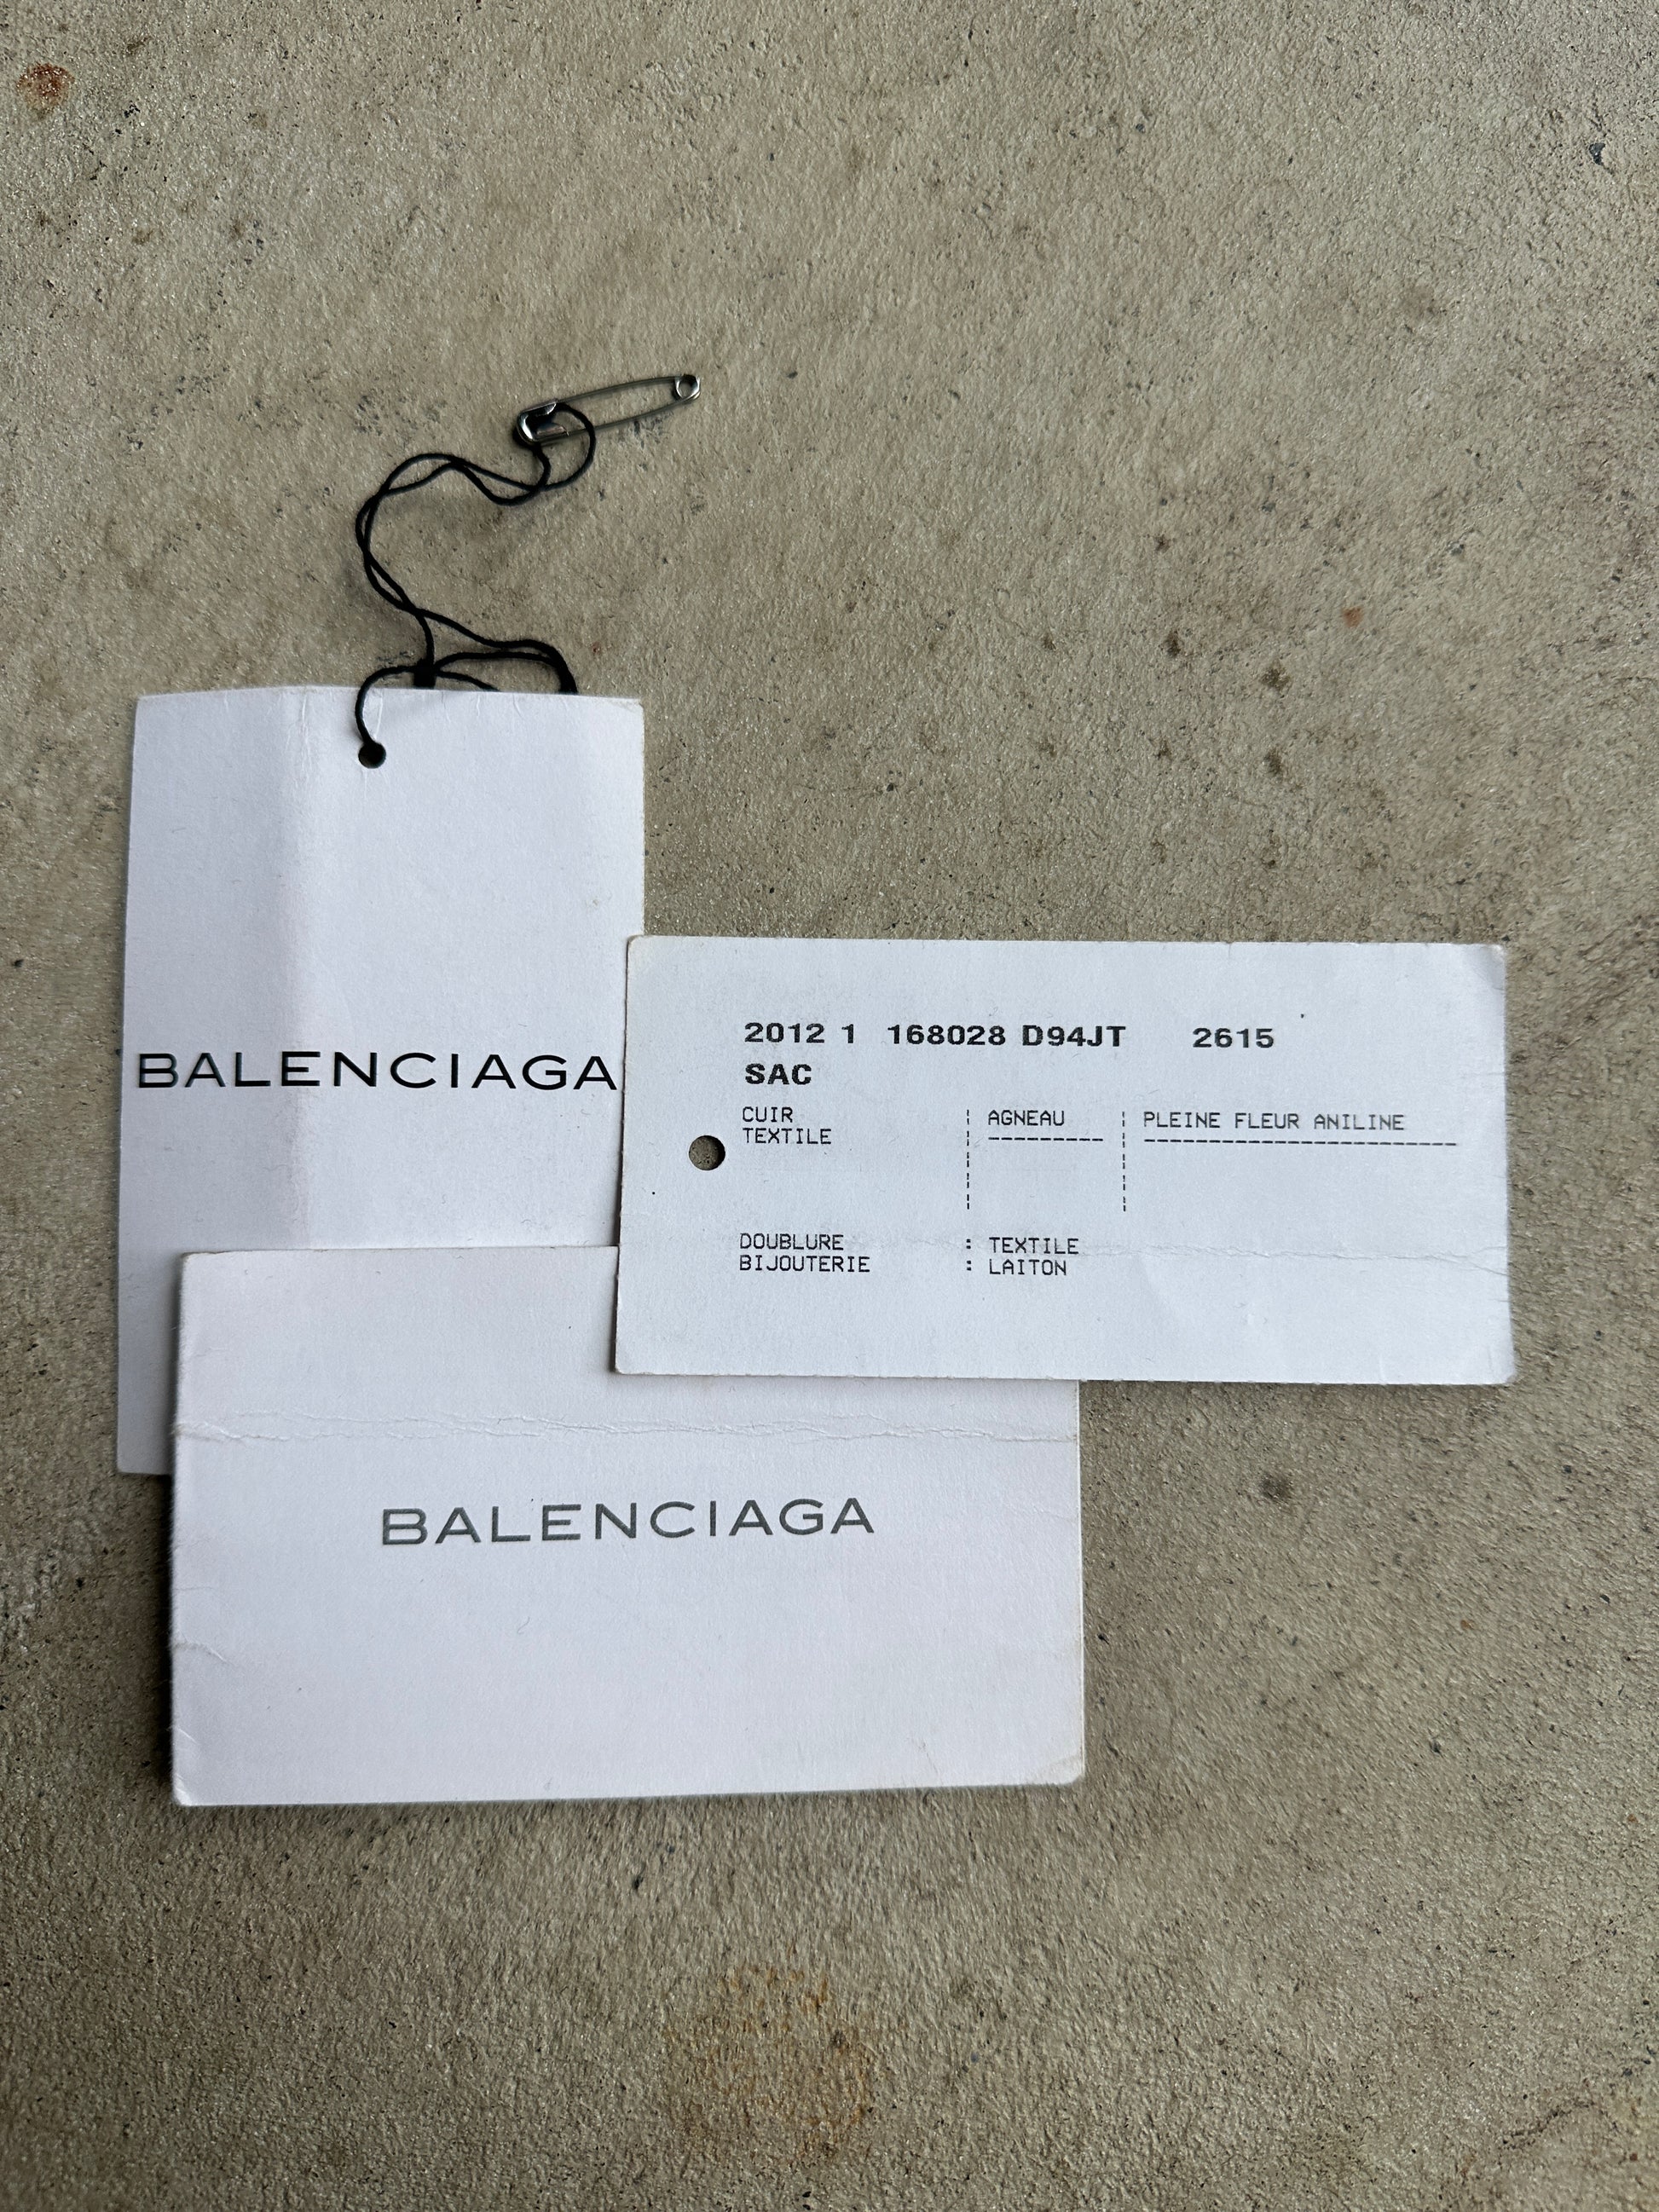 BALENCIAGA
2012 1 168028 D94JT 2615
SAC
CUIR ¦ AGNEAU ¦ PLEINE FLEUR ANILINE
TEXTILE
DOUBLURE : TEXTILE
BIJOUTERIE : LAITON
BALENCIAGA